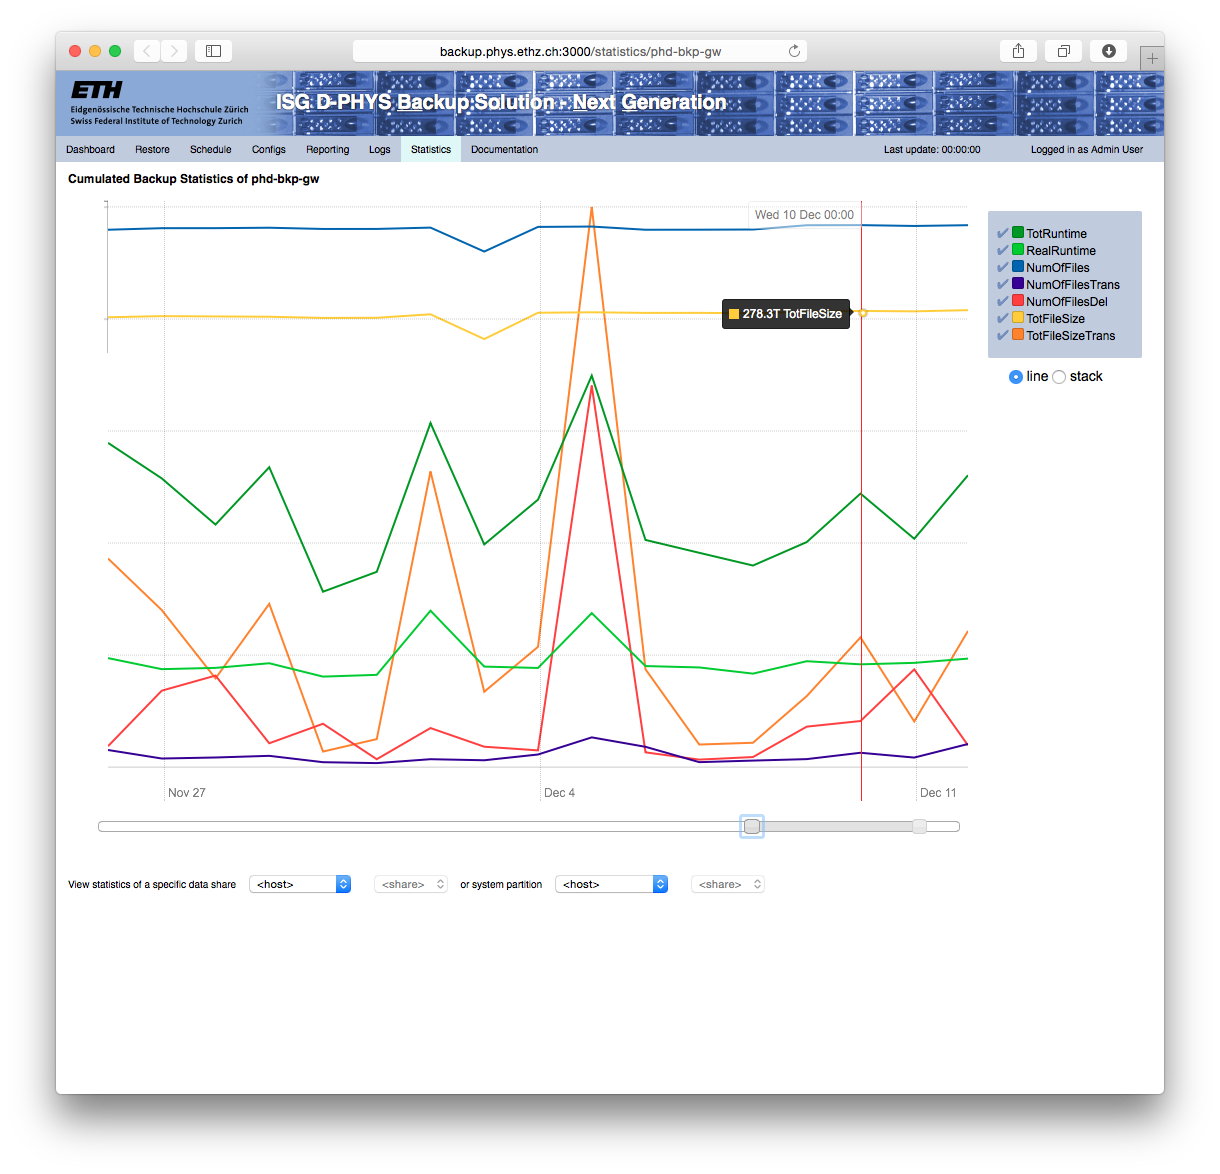 backup.phys.ethz.ch:3000/statistics/phd-bkp-gw
ETH
Eidgenössische Technische Hochschule Zürich
Swiss Federal Institute of Technology Zurich
ISG D-PHYS Backup Solution - Next Generation
Dashboard Restore Schedule Configs Reporting Logs Statistics Documentation Last update: 00:00:00 Logged in as Admin User
Cumulated Backup Statistics of phd-bkp-gw
Wed 10 Dec 00:00
278.3T TotFileSize
TotRuntime
RealRuntime
NumOfFiles
NumOfFilesTrans
NumOfFilesDel
TotFileSize
TotFileSizeTrans
line stack
Nov 27 Dec 4 Dec 11
View statistics of a specific data share <host> <share> or system partition <host> <share>